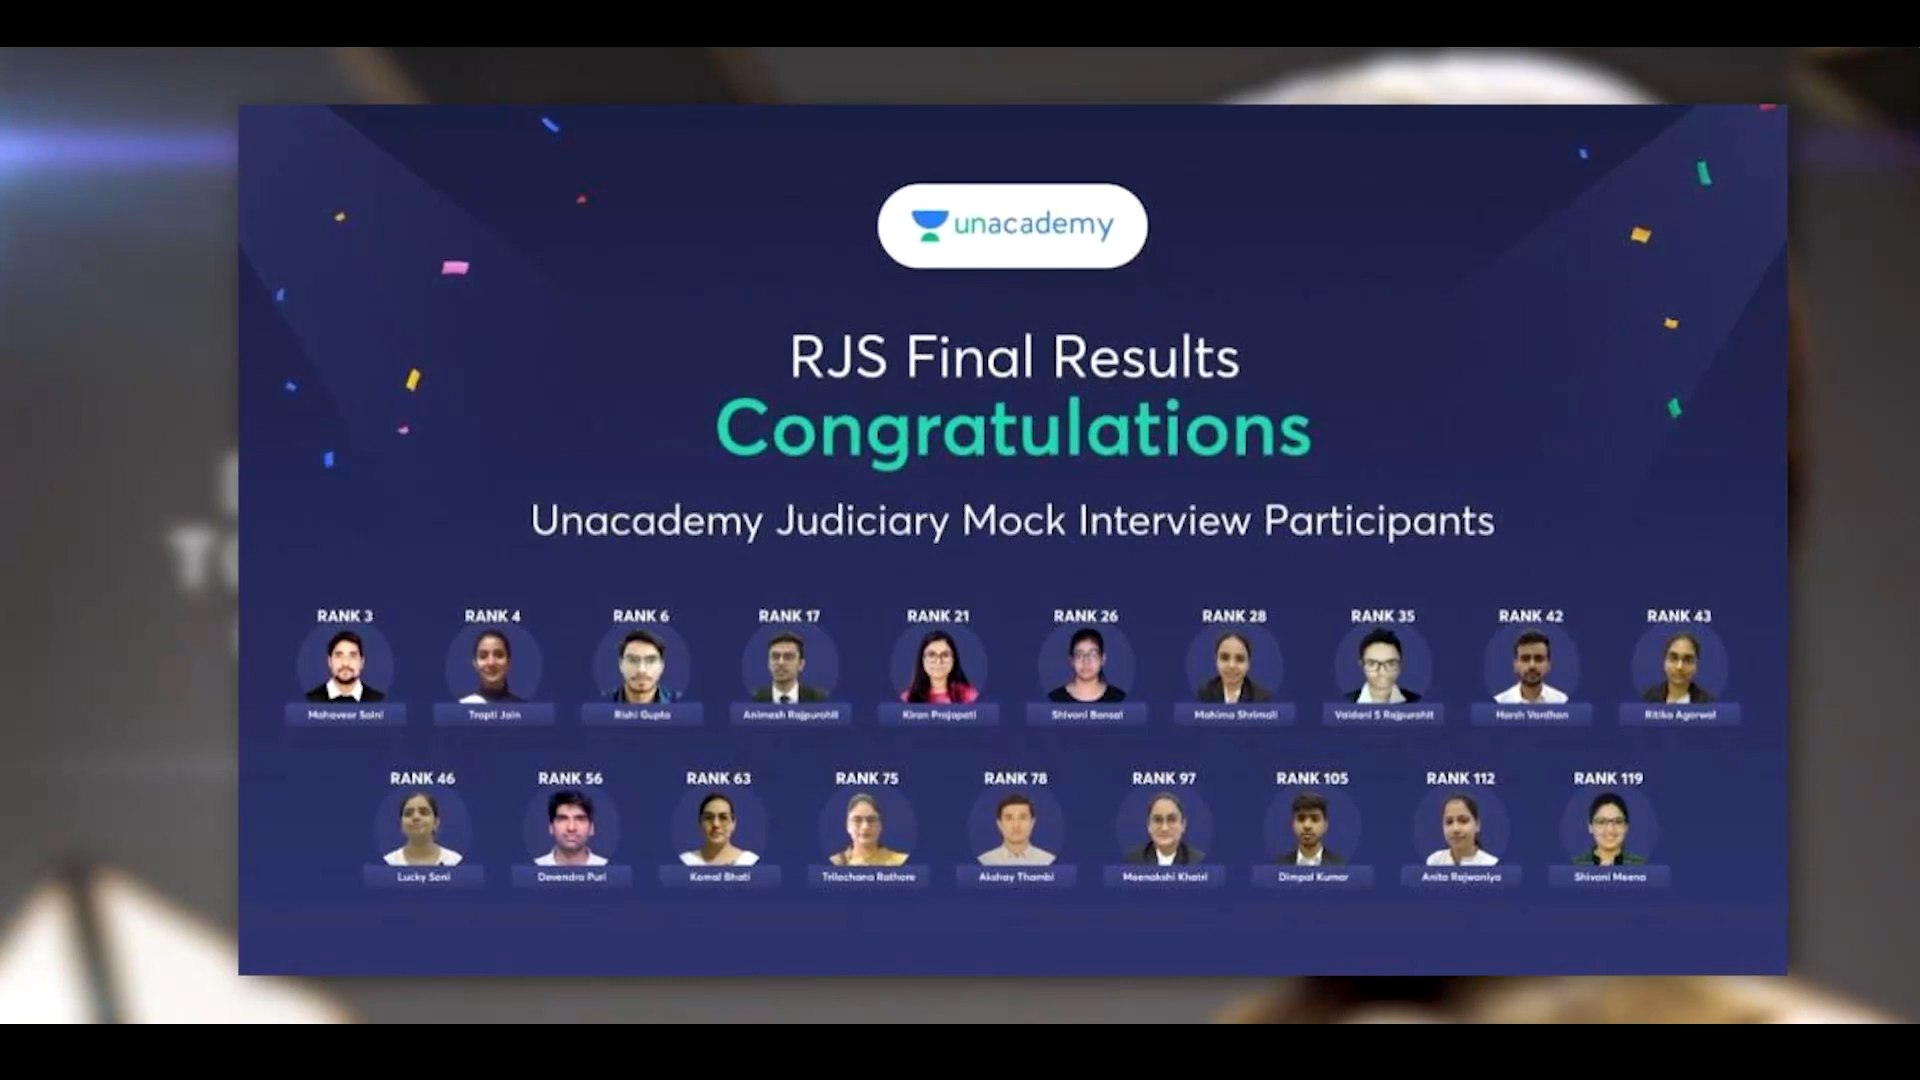 unacademy
RJS Final Results
Congratulations
Unacademy Judiciary Mock Interview Participants
RANK 3 RANK 4 RANK 6 RANK 17 RANK 21 RANK 26 RANK 28 RANK 35 RANK 42 RANK 43
Mahaveer Saini Trapti Jain Rishi Gupta Animesh Rajpurohit Kiran Prajapati Shivani Bansal Mahima Shrimali Vaidani S Rajpurohit Harsh Vardhan Ritika Agarwal
RANK 46 RANK 56 RANK 63 RANK 75 RANK 78 RANK 97 RANK 105 RANK 112 RANK 119
Lucky Soni Devendra Puri Komal Bhati Trilochana Rathore Akshay Thambi Meenakshi Khatri Dimpal Kumar Anita Rajwaniya Shivani Meena